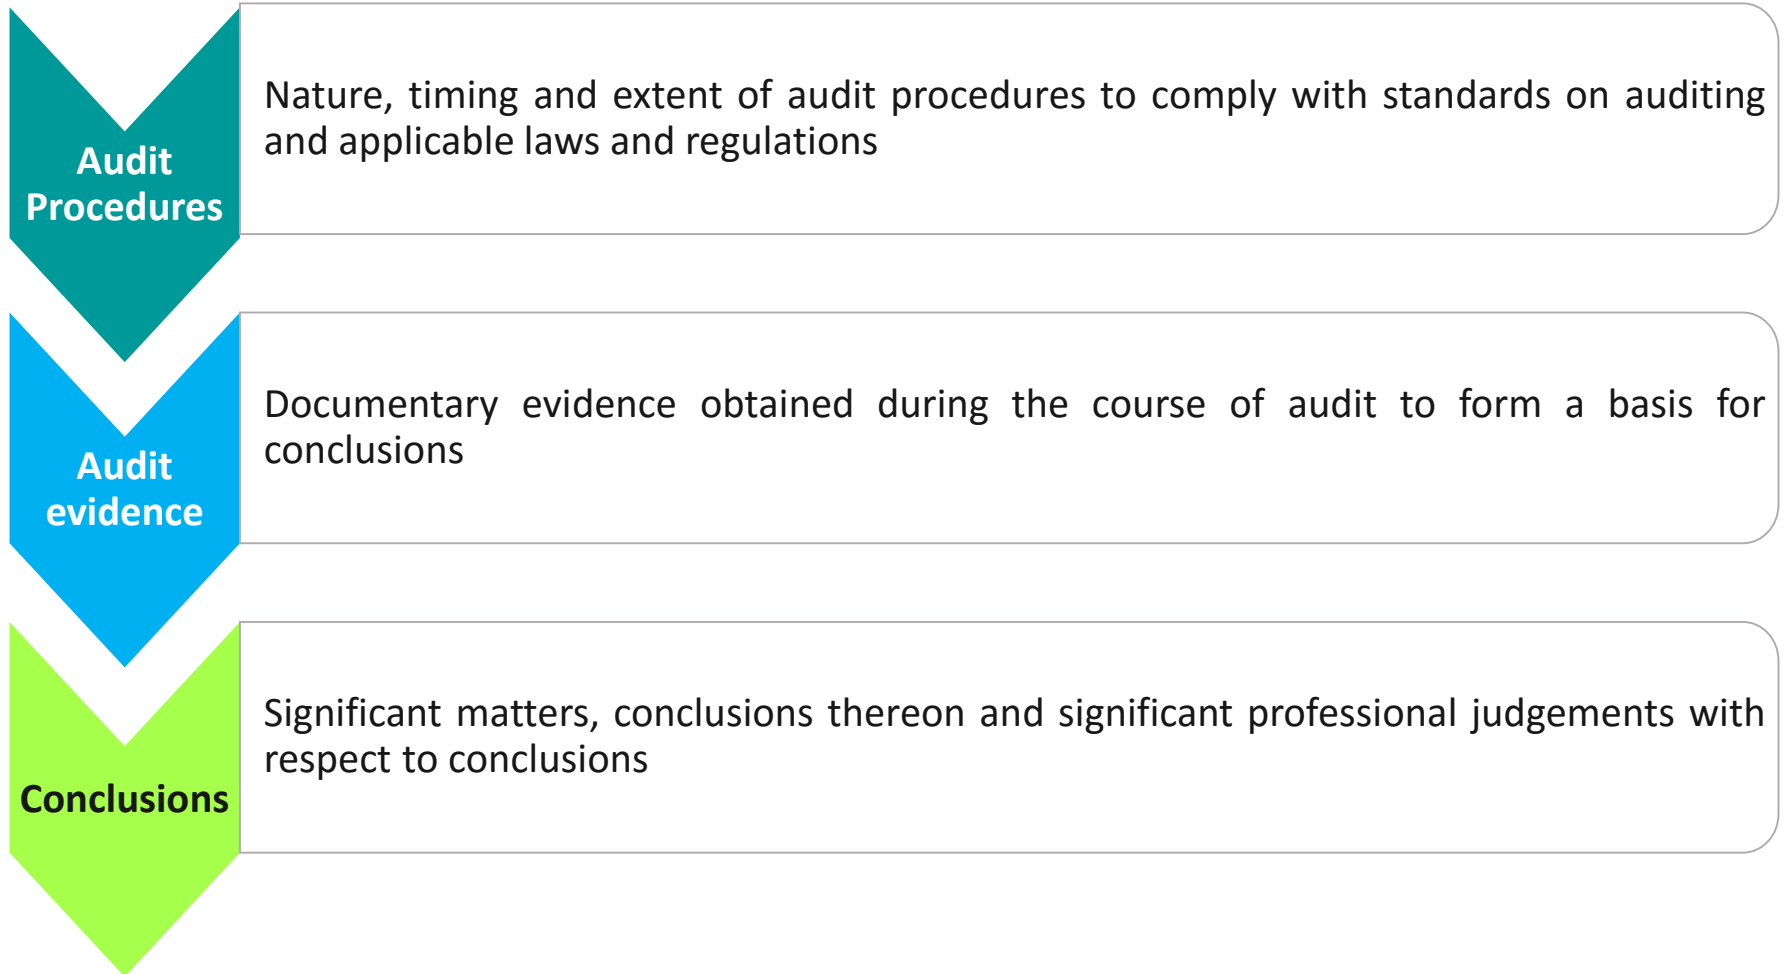 Audit
Procedures
Nature, timing and extent of audit procedures to comply with standards on auditing
and applicable laws and regulations
Audit
evidence
Documentary evidence obtained during the course of audit to form a basis for
conclusions
Conclusions
Significant matters, conclusions thereon and significant professional judgements with
respect to conclusions